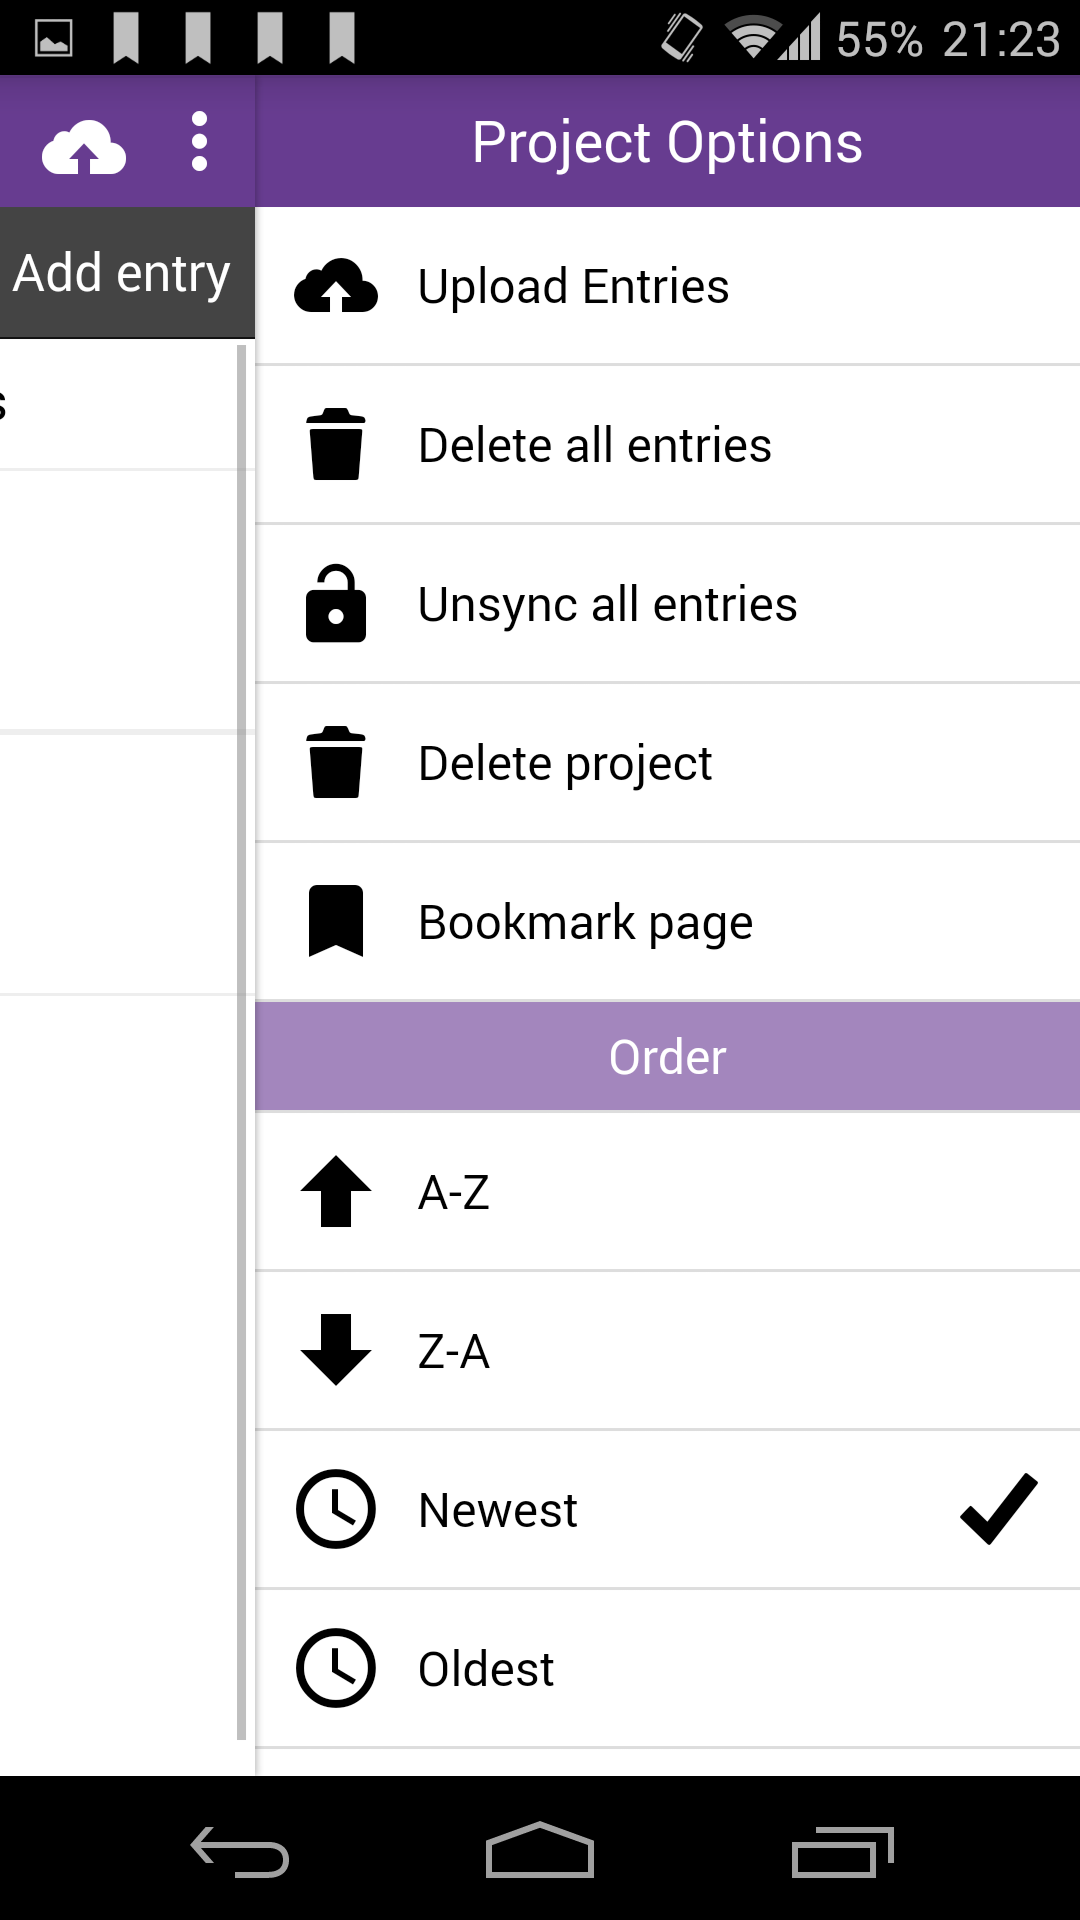 55% 21:23
Project Options
Add entry
s
Upload Entries
Delete all entries
Unsync all entries
Delete project
Bookmark page
Order
A-Z
Z-A
Newest
Oldest